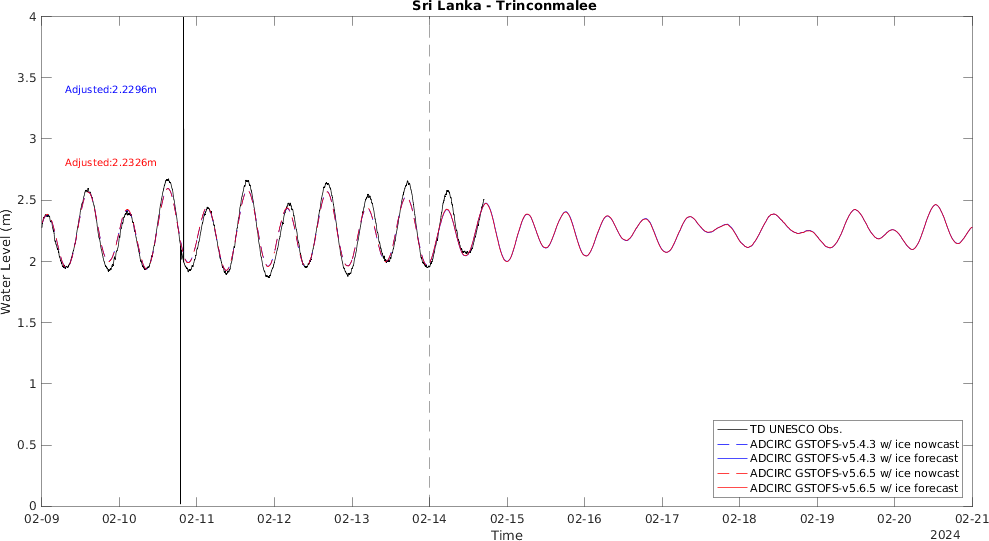 Sri Lanka - Trinconmalee
4
3.5
Adjusted:2.2296m
3
Adjusted:2.2326m
2.5
2
1.5
1
0.5
0
Water Level (m)
TD UNESCO Obs.
ADCIRC GSTOFS-v5.4.3 w/ ice nowcast
ADCIRC GSTOFS-v5.4.3 w/ ice forecast
ADCIRC GSTOFS-v5.6.5 w/ ice nowcast
ADCIRC GSTOFS-v5.6.5 w/ ice forecast
02-09 02-10 02-11 02-12 02-13 02-14 02-15 02-16 02-17 02-18 02-19 02-20 02-21
Time
2024